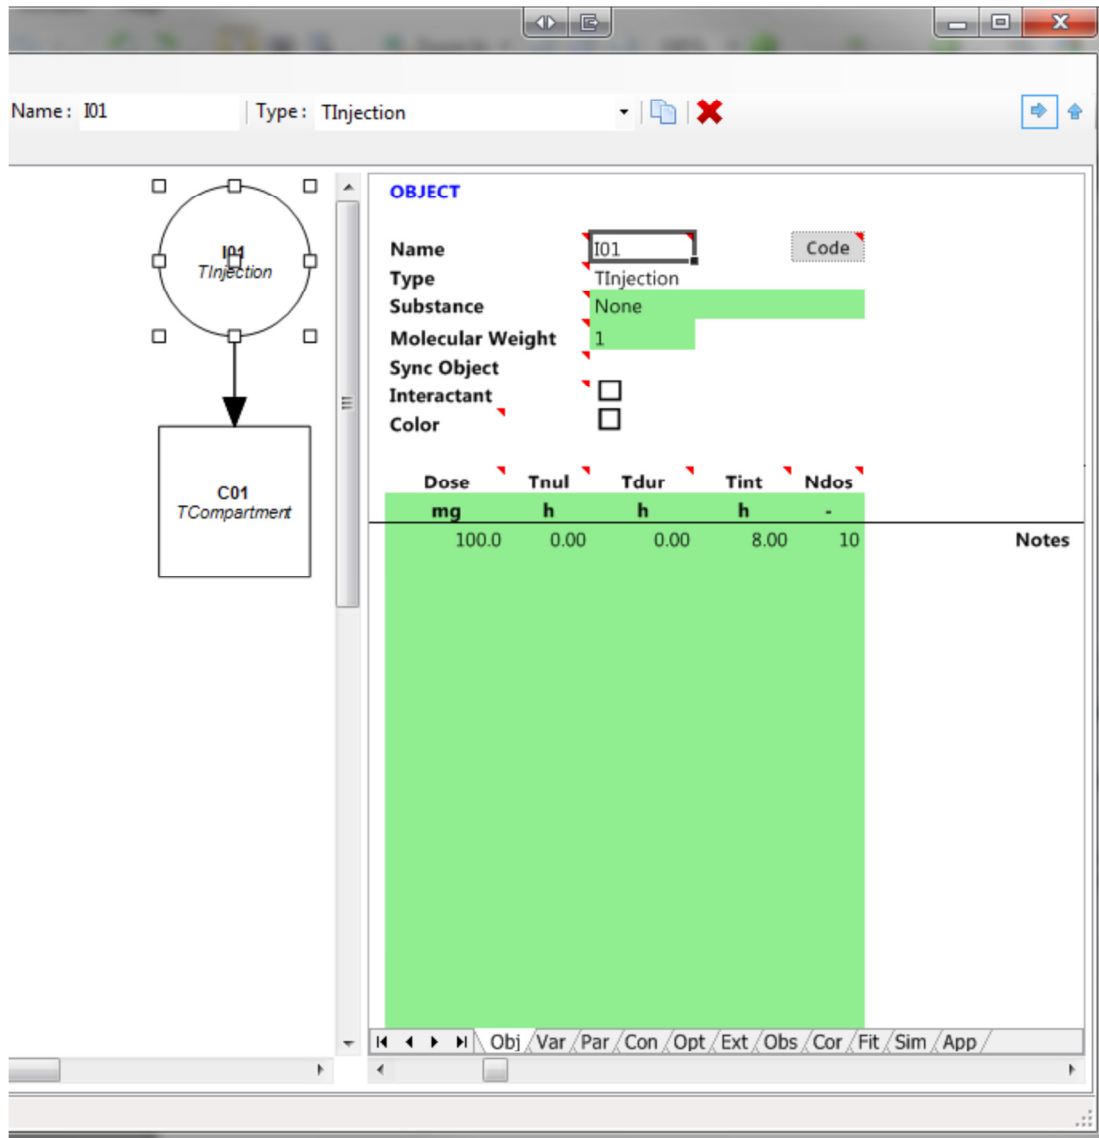 Name: I01 Type: TInjection
I01
TInjection
C01
TCompartment
OBJECT
Name I01 Code
Type TInjection
Substance None
Molecular Weight 1
Sync Object
Interactant
Color
Dose Tnul Tdur Tint Ndos
mg h h h -
100.0 0.00 0.00 8.00 10 Notes
Obj Var Par Con Opt Ext Obs Cor Fit Sim App